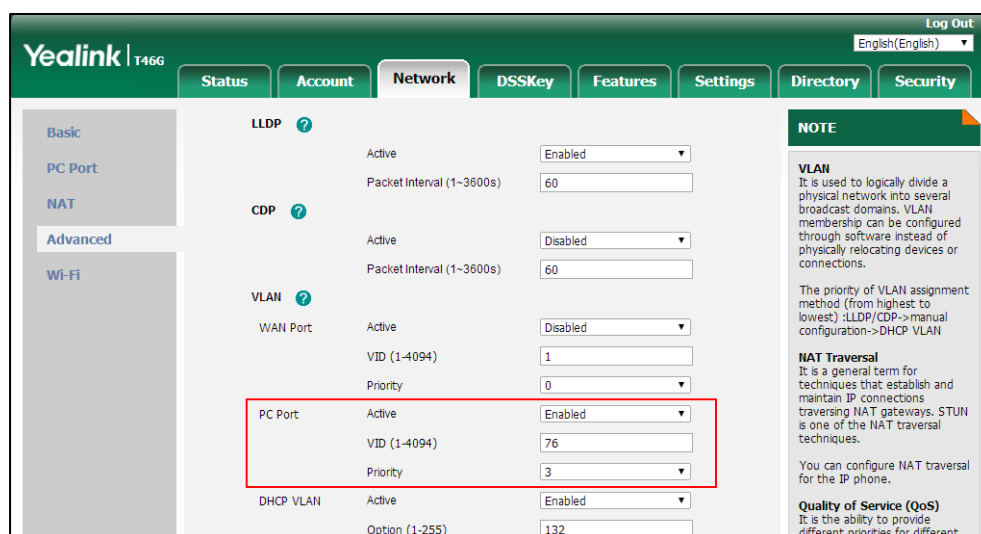 Log Out
Yealink | T46G
English(English)
Status Account Network DSSKey Features Settings Directory Security
Basic
PC Port
NAT
Advanced
Wi-Fi
LLDP ?
Active Enabled
Packet Interval (1~3600s) 60
CDP ?
Active Disabled
Packet Interval (1~3600s) 60
VLAN ?
WAN Port Active Disabled
VID (1-4094) 1
Priority 0
PC Port Active Enabled
VID (1-4094) 76
Priority 3
DHCP VLAN Active Enabled
Option (1-255) 132
NOTE
VLAN
It is used to logically divide a
physical network into several
broadcast domains. VLAN
membership can be configured
through software instead of
physically relocating devices or
connections.
The priority of VLAN assignment
method (from highest to
lowest) :LLDP/CDP->manual
configuration->DHCP VLAN
NAT Traversal
It is a general term for
techniques that establish and
maintain IP connections
traversing NAT gateways. STUN
is one of the NAT traversal
techniques.
You can configure NAT traversal
for the IP phone.
Quality of Service (QoS)
It is the ability to provide
different priorities for different